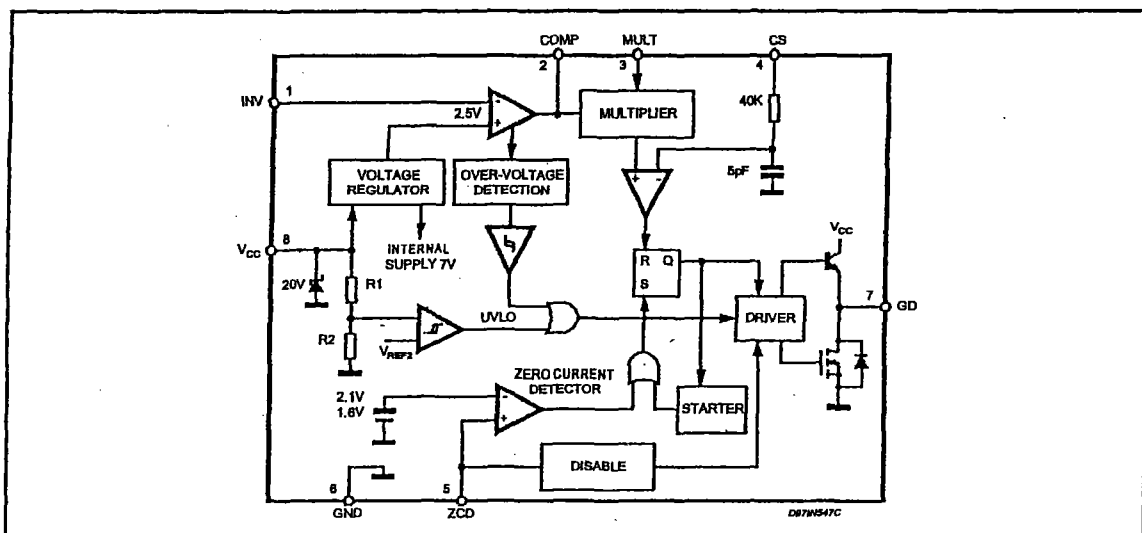 COMP MULT CS
2 3 4
INV 1
2.5V
- +
MULTIPLIER
40K
5pF
VOLTAGE REGULATOR
OVER-VOLTAGE DETECTION
+ -
VCC 8
INTERNAL SUPPLY 7V
20V
R1
R Q
S
VCC
7 GD
DRIVER
UVLO
R2
VREF2
ZERO CURRENT DETECTOR
2.1V
1.6V
- +
STARTER
DISABLE
6 5
GND ZCD
D97IN547C